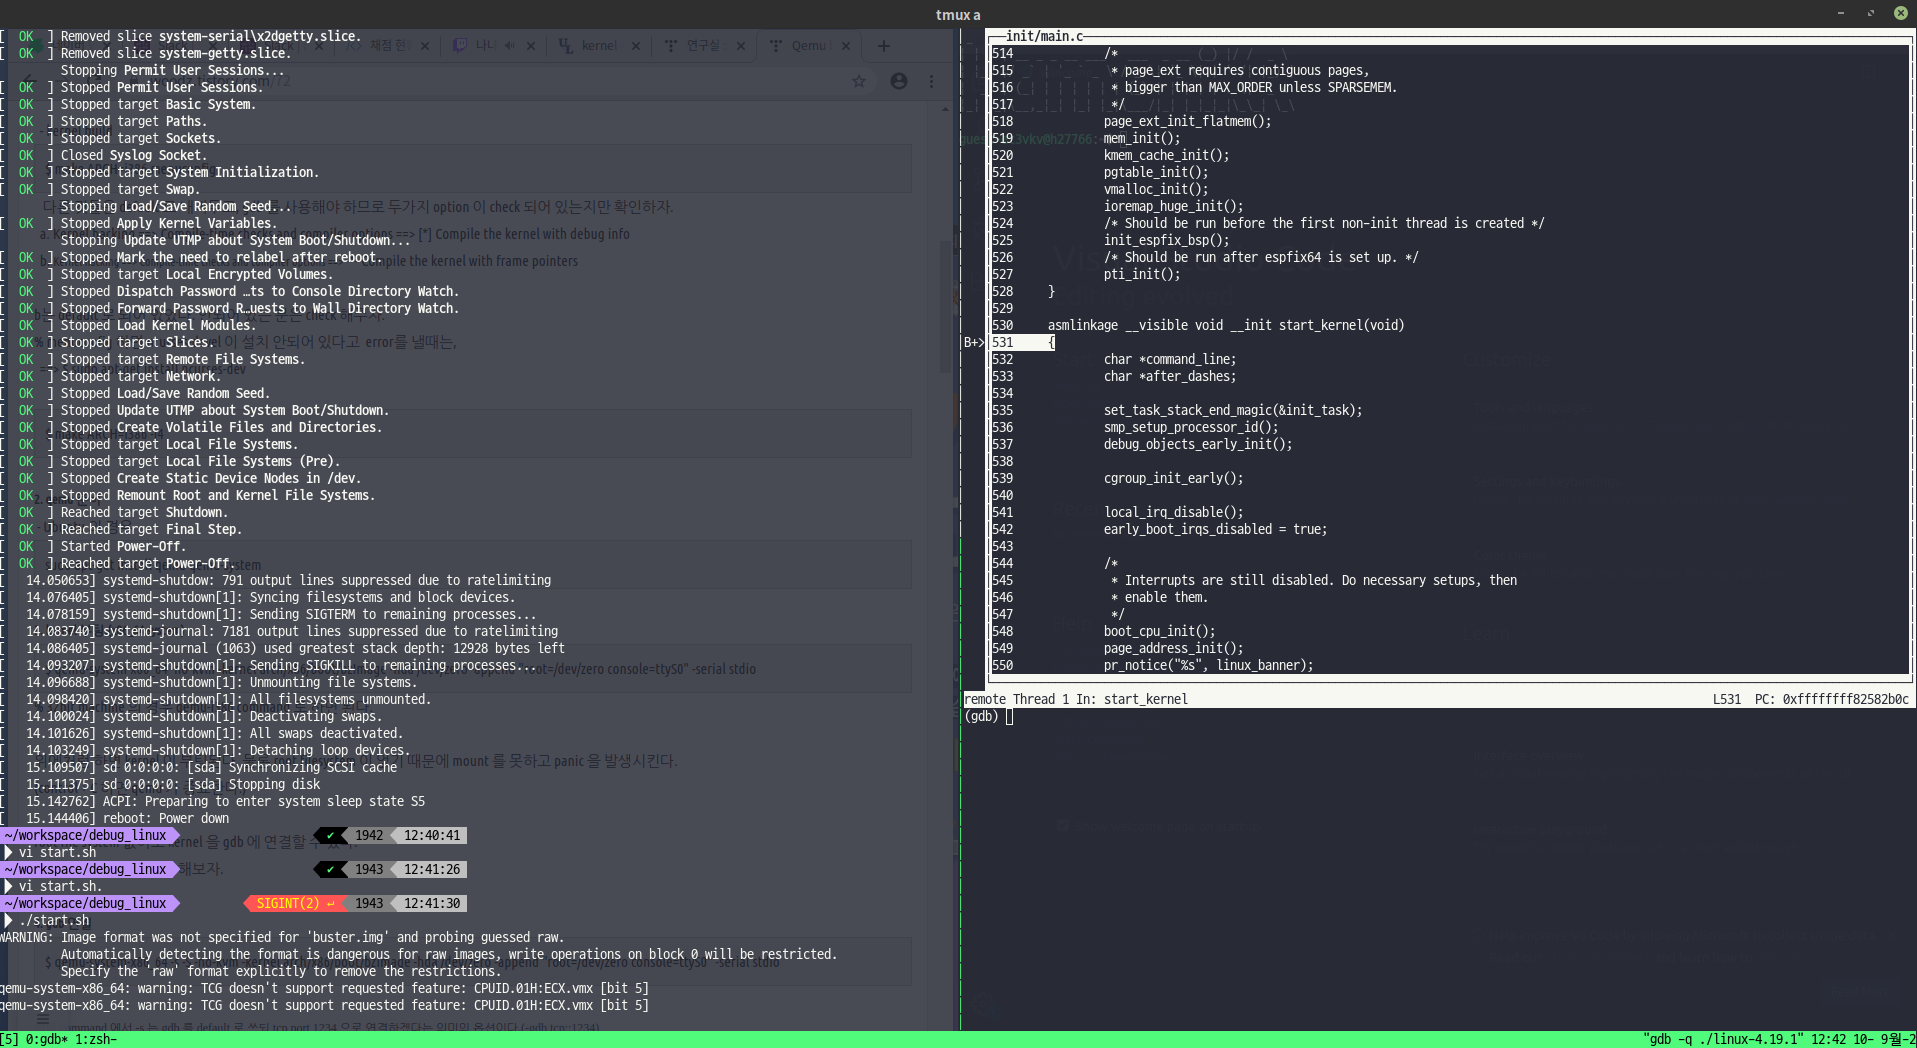 tmux a
[  OK  ] Removed slice system-serial\x2dgetty.slice.
[  OK  ] Removed slice system-getty.slice.
Stopping Permit User Sessions...
[  OK  ] Stopped Permit User Sessions.
[  OK  ] Stopped target Basic System.
[  OK  ] Stopped target Paths.
[  OK  ] Stopped target Sockets.
[  OK  ] Closed Syslog Socket.
[  OK  ] Stopped target System Initialization.
[  OK  ] Stopped target Swap.
Stopping Load/Save Random Seed...
[  OK  ] Stopped Apply Kernel Variables.
Stopping Update UTMP about System Boot/Shutdown...
[  OK  ] Stopped Mark the need to relabel after reboot.
[  OK  ] Stopped target Local Encrypted Volumes.
[  OK  ] Stopped Dispatch Password …ts to Console Directory Watch.
[  OK  ] Stopped Forward Password R…uests to Wall Directory Watch.
[  OK  ] Stopped Load Kernel Modules.
[  OK  ] Stopped target Slices.
[  OK  ] Stopped target Remote File Systems.
[  OK  ] Stopped target Network.
[  OK  ] Stopped Load/Save Random Seed.
[  OK  ] Stopped Update UTMP about System Boot/Shutdown.
[  OK  ] Stopped Create Volatile Files and Directories.
[  OK  ] Stopped target Local File Systems.
[  OK  ] Stopped target Local File Systems (Pre).
[  OK  ] Stopped Create Static Device Nodes in /dev.
[  OK  ] Stopped Remount Root and Kernel File Systems.
[  OK  ] Reached target Shutdown.
[  OK  ] Reached target Final Step.
[  OK  ] Started Power-Off.
[  OK  ] Reached target Power-Off.
[   14.050653] systemd-shutdow: 791 output lines suppressed due to ratelimiting
[   14.076405] systemd-shutdown[1]: Syncing filesystems and block devices.
[   14.078159] systemd-shutdown[1]: Sending SIGTERM to remaining processes...
[   14.083740] systemd-journal: 7181 output lines suppressed due to ratelimiting
[   14.086405] systemd-journal (1063) used greatest stack depth: 12928 bytes left
[   14.093207] systemd-shutdown[1]: Sending SIGKILL to remaining processes...
[   14.096688] systemd-shutdown[1]: Unmounting file systems.
[   14.098420] systemd-shutdown[1]: All filesystems unmounted.
[   14.100024] systemd-shutdown[1]: Deactivating swaps.
[   14.101626] systemd-shutdown[1]: All swaps deactivated.
[   14.103249] systemd-shutdown[1]: Detaching loop devices.
[   15.109507] sd 0:0:0:0: [sda] Synchronizing SCSI cache
[   15.111375] sd 0:0:0:0: [sda] Stopping disk
[   15.142762] ACPI: Preparing to enter system sleep state S5
[   15.144406] reboot: Power down
~/workspace/debug_linux ✔ 1942 12:40:41
vi start.sh
~/workspace/debug_linux ✔ 1943 12:41:26
vi start.sh.
~/workspace/debug_linux SIGINT(2) ↵ 1943 12:41:30
./start.sh
WARNING: Image format was not specified for 'buster.img' and probing guessed raw.
Automatically detecting the format is dangerous for raw images, write operations on block 0 will be restricted.
Specify the 'raw' format explicitly to remove the restrictions.
qemu-system-x86_64: warning: TCG doesn't support requested feature: CPUID.01H:ECX.vmx [bit 5]
qemu-system-x86_64: warning: TCG doesn't support requested feature: CPUID.01H:ECX.vmx [bit 5]
init/main.c
514 /*
515 * page_ext requires contiguous pages,
516 * bigger than MAX_ORDER unless SPARSEMEM.
517 */
518 page_ext_init_flatmem();
519 mem_init();
520 kmem_cache_init();
521 pgtable_init();
522 vmalloc_init();
523 ioremap_huge_init();
524 /* Should be run before the first non-init thread is created */
525 init_espfix_bsp();
526 /* Should be run after espfix64 is set up. */
527 pti_init();
528 }
529
530 asmlinkage __visible void __init start_kernel(void)
B+> 531 {
532 char *command_line;
533 char *after_dashes;
534
535 set_task_stack_end_magic(&init_task);
536 smp_setup_processor_id();
537 debug_objects_early_init();
538
539 cgroup_init_early();
540
541 local_irq_disable();
542 early_boot_irqs_disabled = true;
543
544 /*
545 * Interrupts are still disabled. Do necessary setups, then
546 * enable them.
547 */
548 boot_cpu_init();
549 page_address_init();
550 pr_notice("%s", linux_banner);
remote Thread 1 In: start_kernel L531 PC: 0xffffffff82582b0c
(gdb)
[5] 0:gdb* 1:zsh- "gdb -q ./linux-4.19.1" 12:42 10- 9월-2